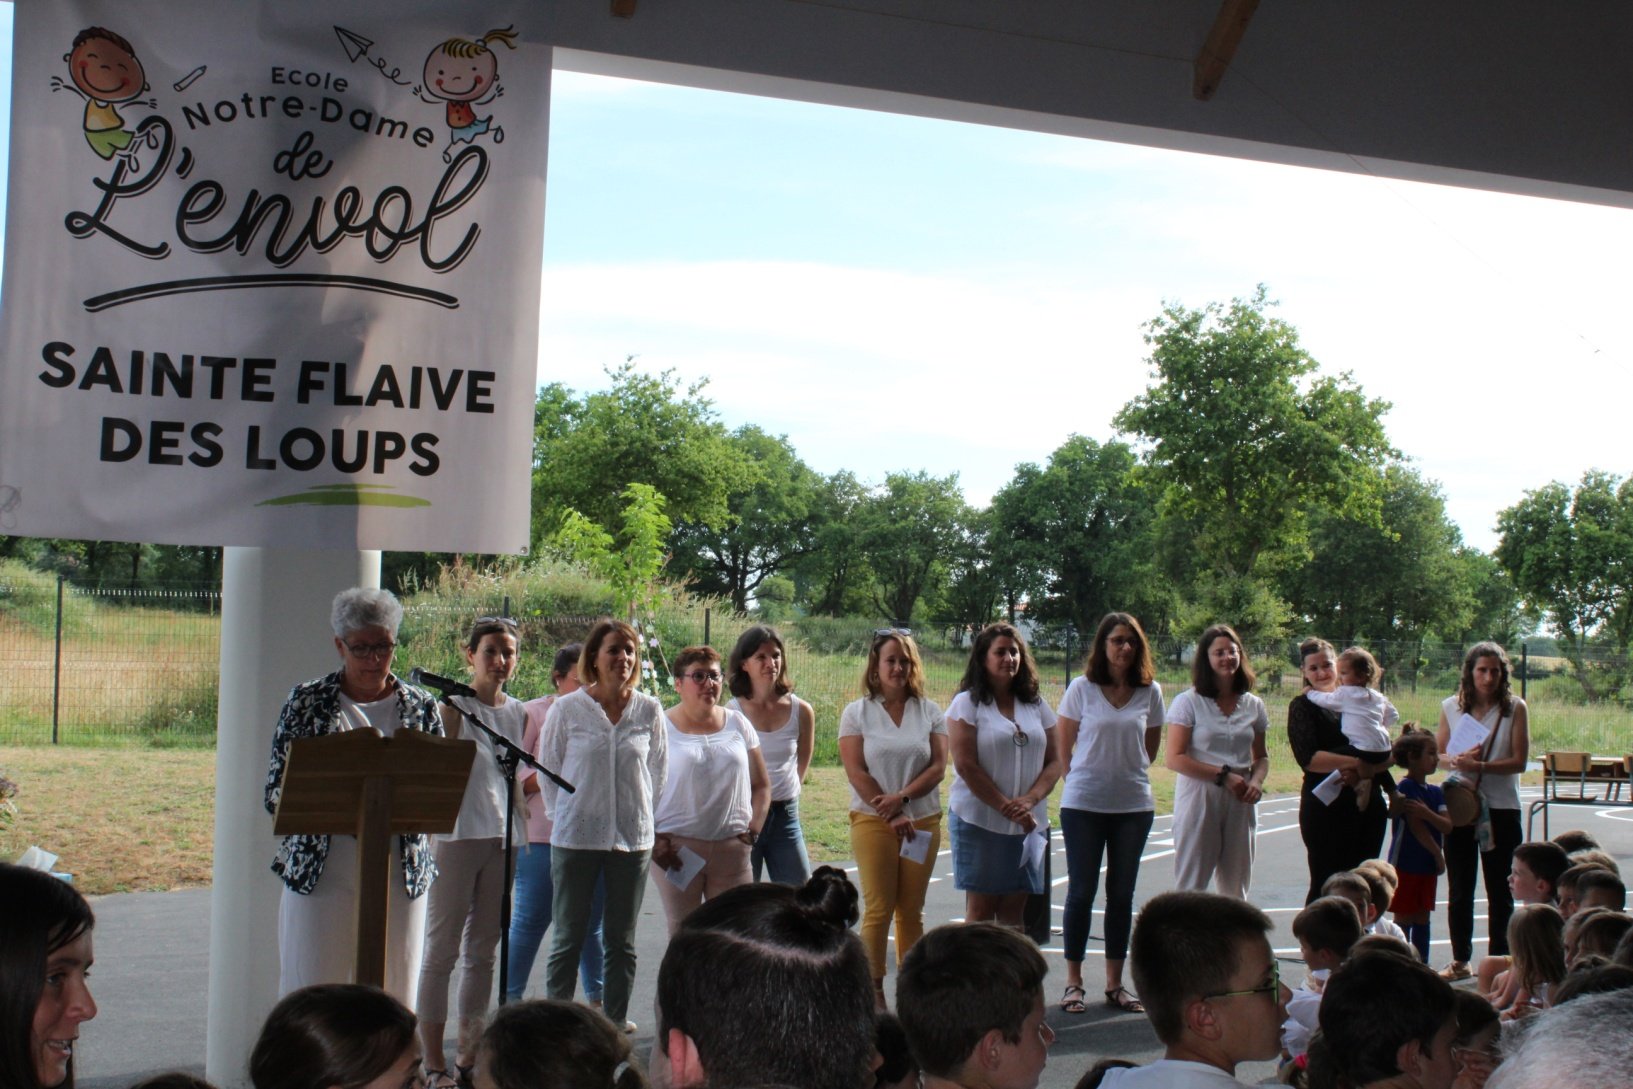 Ecole
Notre-Dame
de
L'envol
SAINTE FLAIVE
DES LOUPS